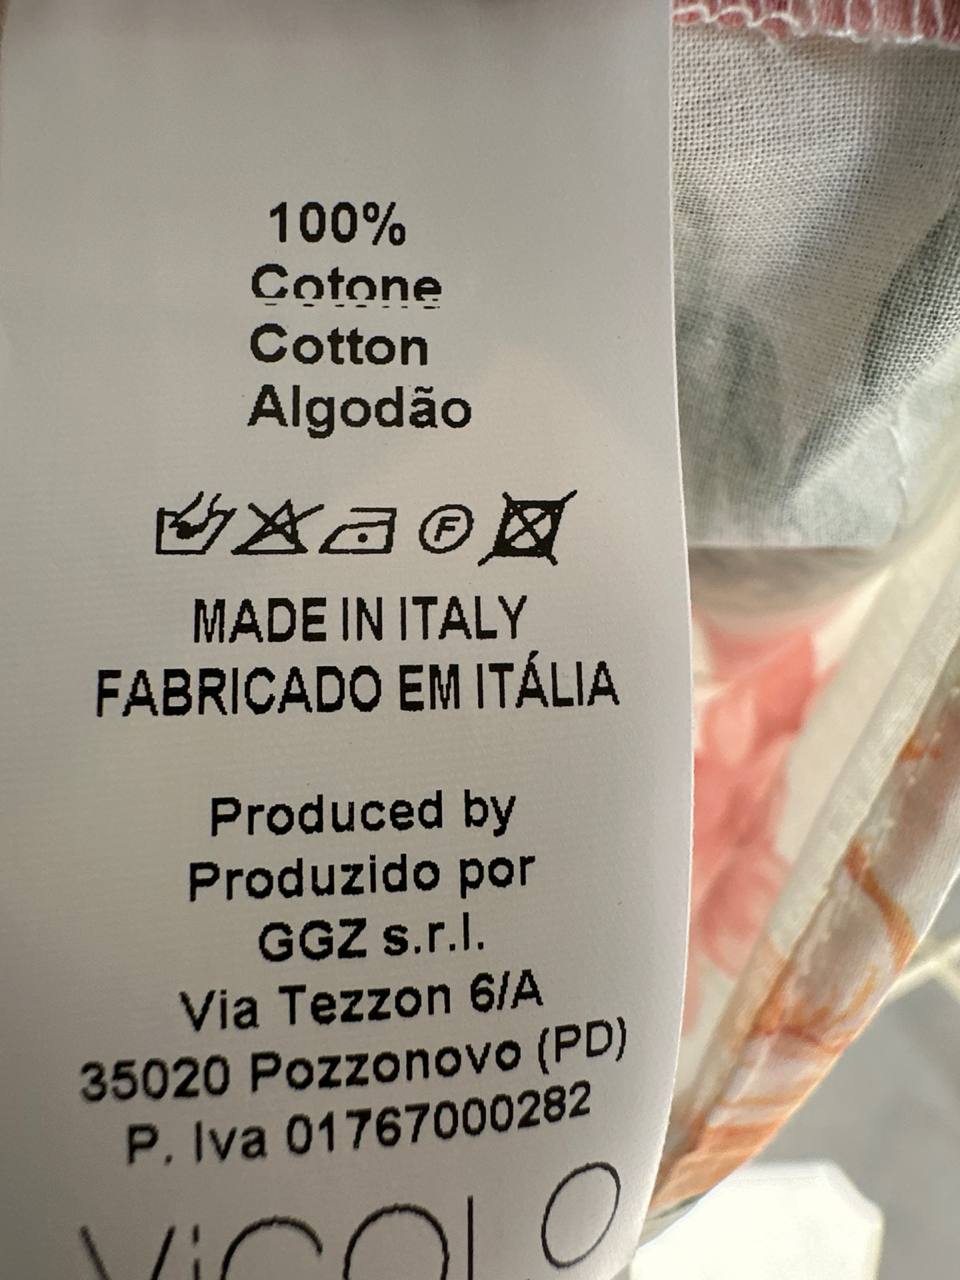 100%
Cotone
Cotton
Algodão
F
MADE IN ITALY
FABRICADO EM ITÁLIA
Produced by
Produzido por
GGZ s.r.l.
Via Tezzon 6/A
35020 Pozzonovo (PD)
P. Iva 01767000282
ViCOLO